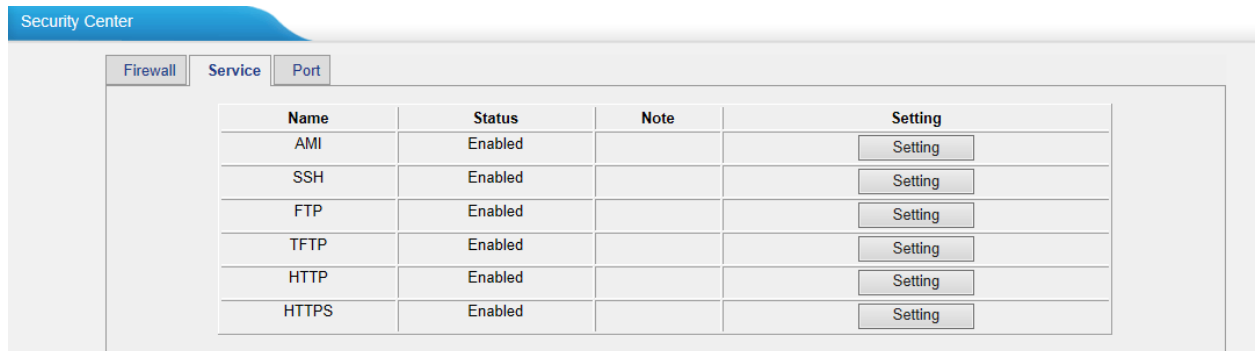 Security Center
Firewall Service Port
Name Status Note Setting
AMI Enabled Setting
SSH Enabled Setting
FTP Enabled Setting
TFTP Enabled Setting
HTTP Enabled Setting
HTTPS Enabled Setting